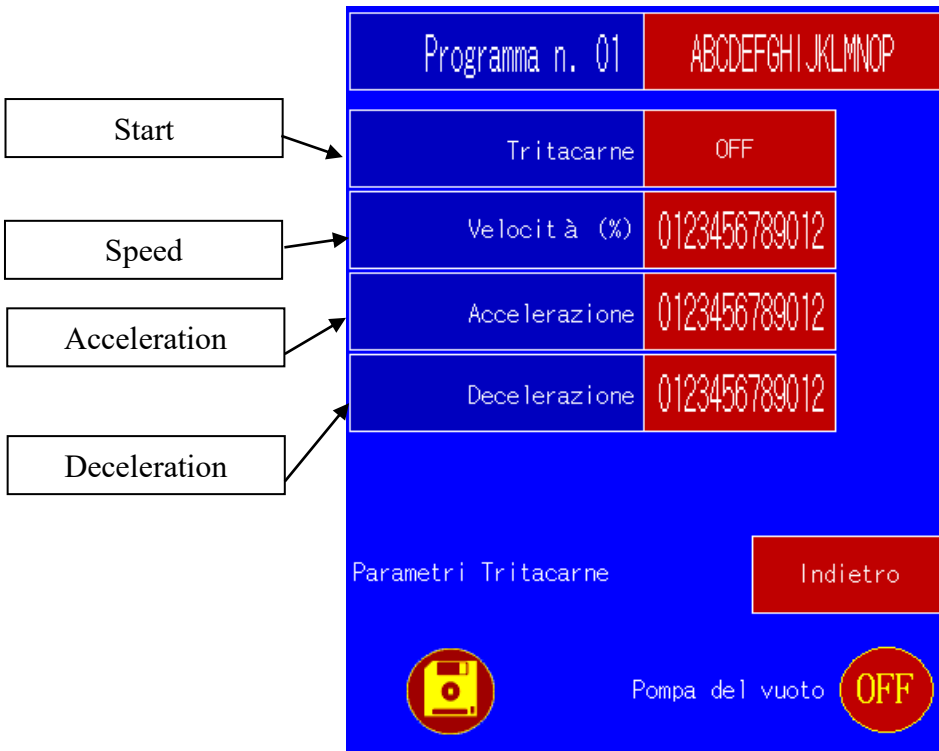 Programma n. 01 ABCDEFGHIJKLMNOP
Start
Tritacarne OFF
Speed
Velocità (%) 0123456789012
Acceleration
Accelerazione 0123456789012
Decelerazione 0123456789012
Deceleration
Parametri Tritacarne Indietro
Pompa del vuoto OFF